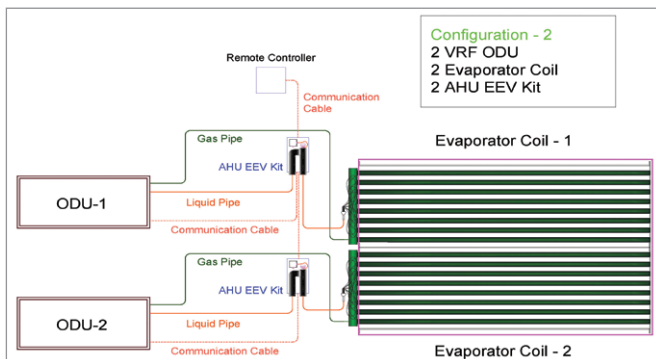 Configuration - 2
2 VRF ODU
2 Evaporator Coil
2 AHU EEV Kit
Remote Controller
Communication
Cable
Gas Pipe
Evaporator Coil - 1
AHU EEV Kit
ODU-1
Liquid Pipe
Communication Cable
Gas Pipe
AHU EEV Kit
ODU-2
Liquid Pipe
Communication Cable
Evaporator Coil - 2